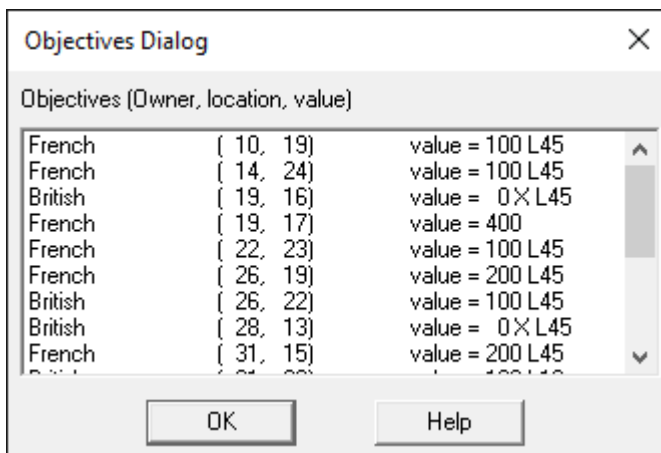 Objectives Dialog
Objectives (Owner, location, value)
French ( 10, 19) value = 100 L45
French ( 14, 24) value = 100 L45
British ( 19, 16) value = 0 X L45
French ( 19, 17) value = 400
French ( 22, 23) value = 100 L45
French ( 26, 19) value = 200 L45
British ( 26, 22) value = 100 L45
British ( 28, 13) value = 0 X L45
French ( 31, 15) value = 200 L45
OK Help